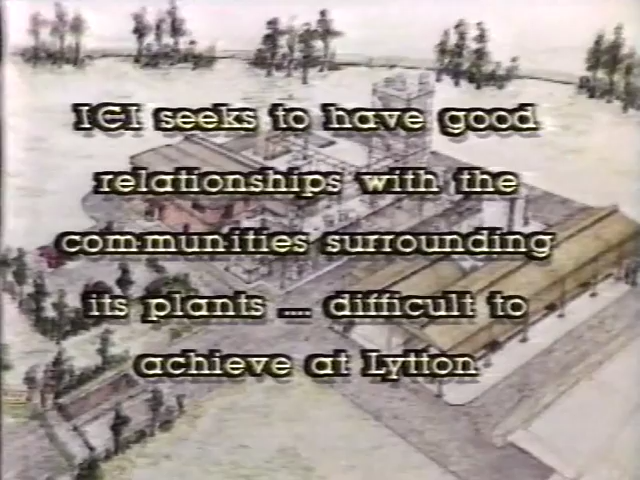 ICI seeks to have good
relationships with the
communities surrounding
its plants .... difficult to
achieve at Lytton